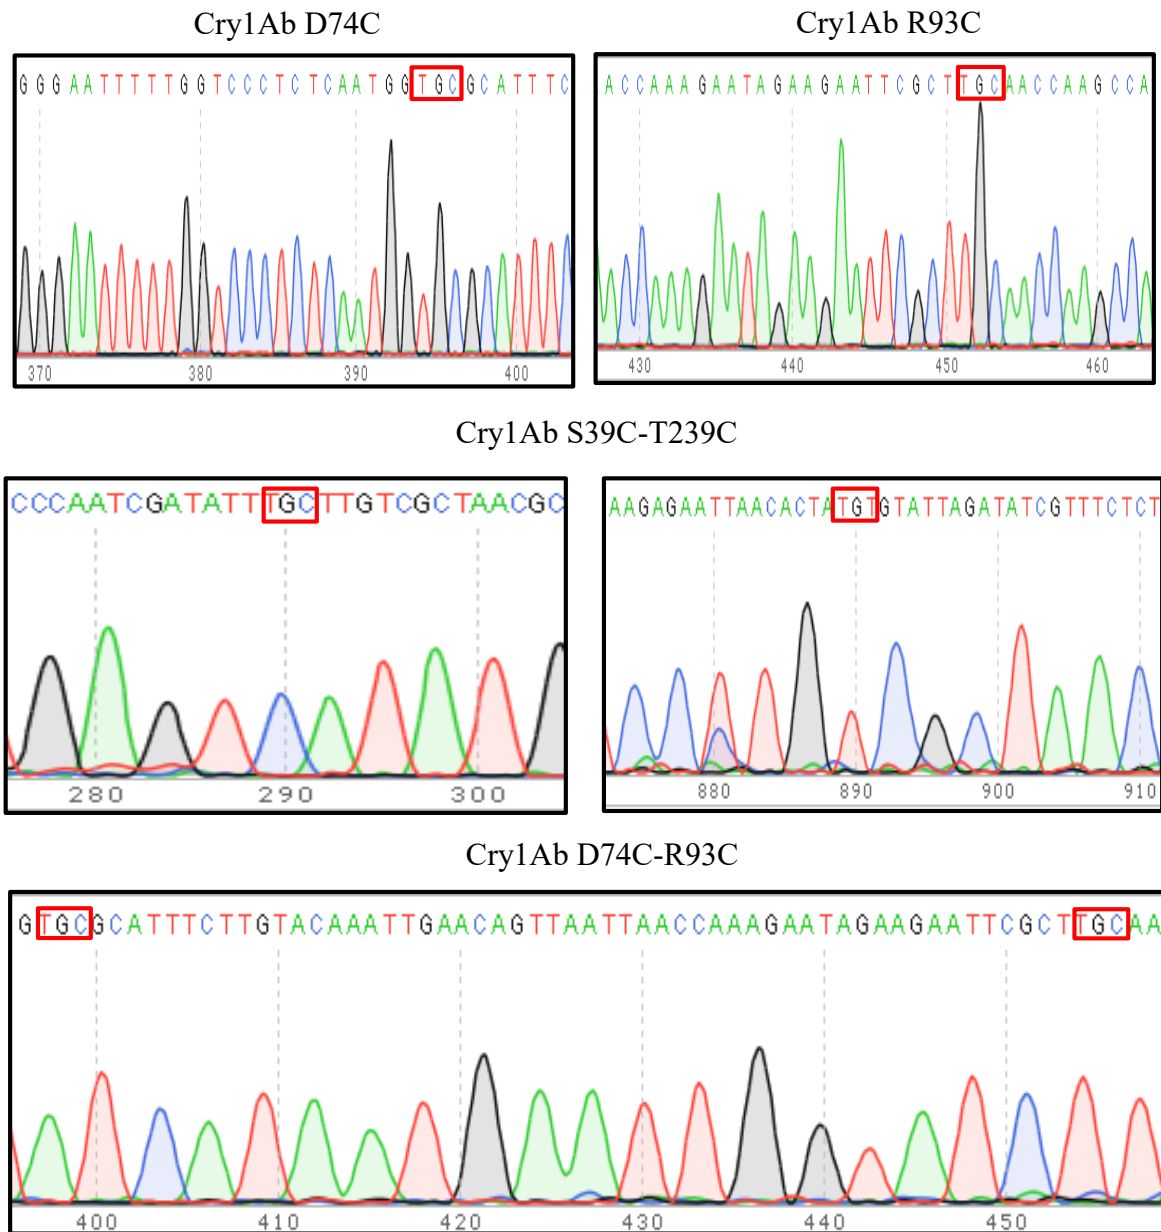 Cry1Ab D74C
GGGAATTTTTGGTCCCTCTCAATGGTGCGCATTTC
370 380 390 400
Cry1Ab R93C
ACCAAAGAATAGAAGAATTCGCTTGCAACCAAGCCA
430 440 450 460
Cry1Ab S39C-T239C
CCCAATCGATATTTGCTTGTCGCTAACGC
280 290 300
AAGAGAATTAACACTATGTGTATTAGATATCGTTTCTCT
880 890 900 910
Cry1Ab D74C-R93C
GTGCGCATTTCTTGTACAAATTGAACAGTTAATTAACCAAAGAATAGAAGAATTCGCTTGCAA
400 410 420 430 440 450